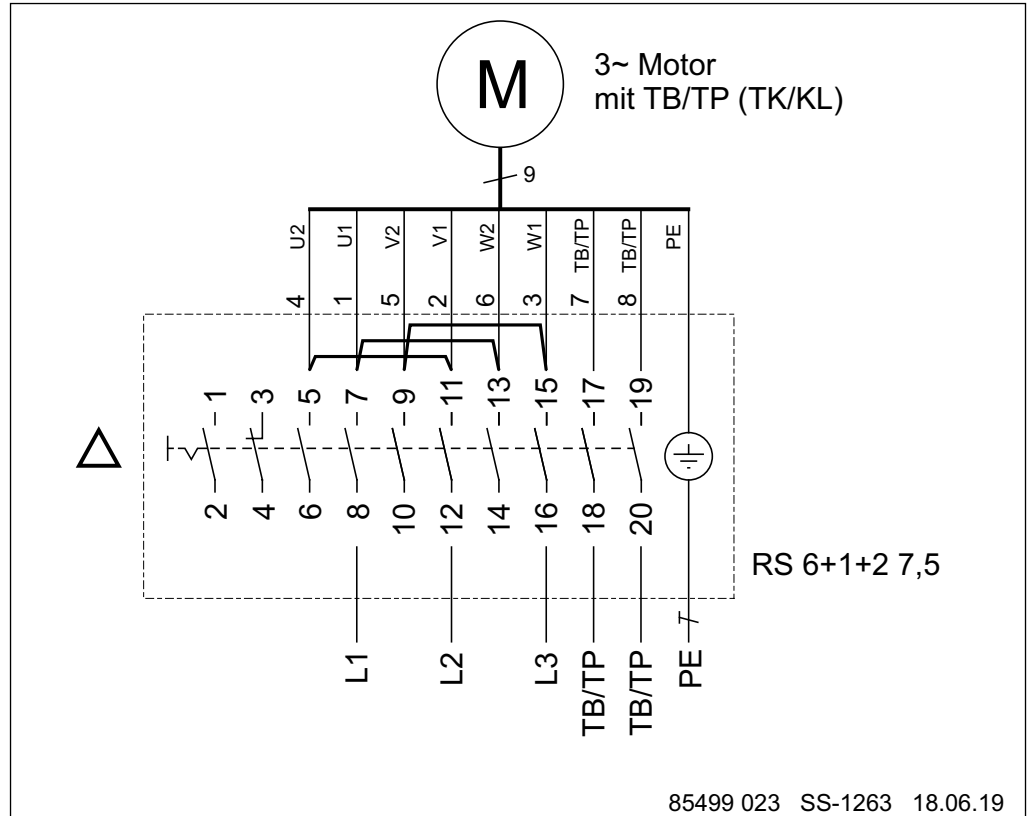 M
3~ Motor
mit TB/TP (TK/KL)
9
U2 U1 V2 V1 W2 W1 TB/TP TB/TP PE
4 1 5 2 6 3 7 8
1 3 5 7 9 11 13 15 17 19
2 4 6 8 10 12 14 16 18 20
RS 6+1+2 7,5
L1 L2 L3 TB/TP TB/TP PE
85499 023 SS-1263 18.06.19